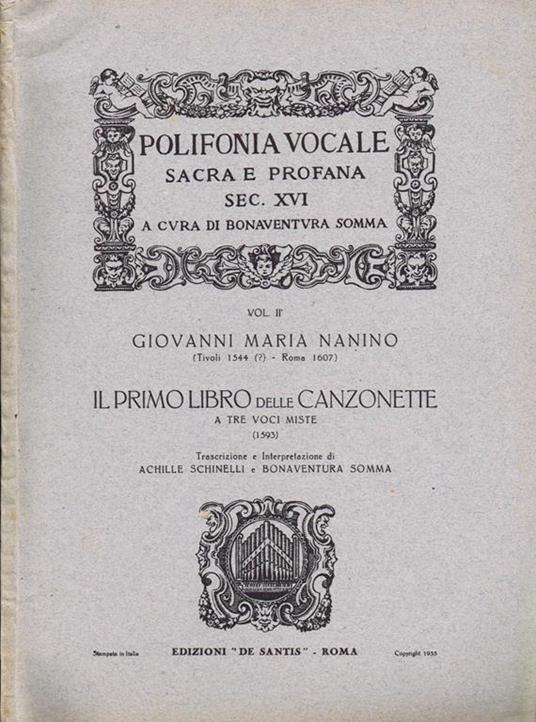 POLIFONIA VOCALE
SACRA E PROFANA
SEC. XVI
A CVRA DI BONAVENTVRA SOMMA
VOL. II°
GIOVANNI MARIA NANINO
(Tivoli 1544 (?) - Roma 1607)
IL PRIMO LIBRO DELLE CANZONETTE
A TRE VOCI MISTE
(1593)
Trascrizione e Interpretazione di
ACHILLE SCHINELLI e BONAVENTURA SOMMA
Stampato in Italia EDIZIONI "DE SANTIS" - ROMA Copyright 1935